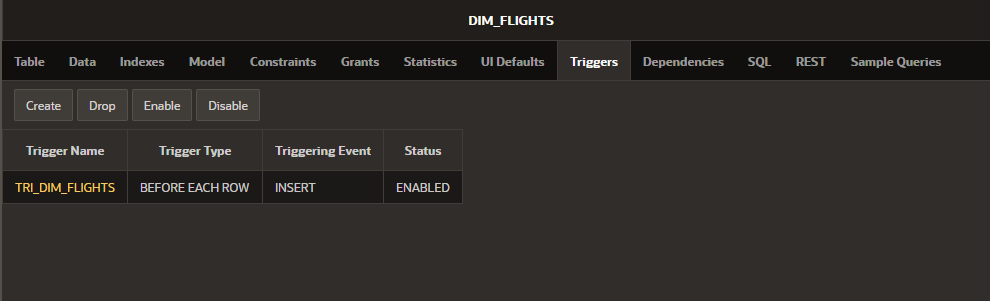 DIM_FLIGHTS
Table Data Indexes Model Constraints Grants Statistics UI Defaults Triggers Dependencies SQL REST Sample Queries
Create Drop Enable Disable
Trigger Name Trigger Type Triggering Event Status
TRI_DIM_FLIGHTS BEFORE EACH ROW INSERT ENABLED